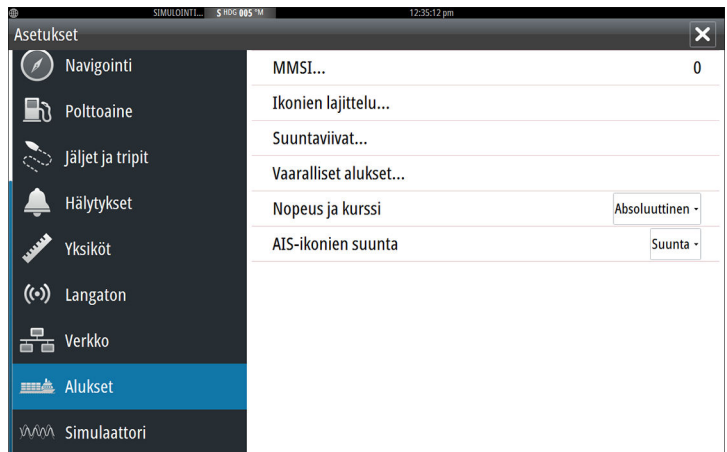 SIMULOINTI... S HDG 005 °M 12:35:12 pm
Asetukset
Navigointi
Polttoaine
Jäljet ja tripit
Hälytykset
Yksiköt
Langaton
Verkko
Alukset
Simulaattori
MMSI... 0
Ikonien lajittelu...
Suuntaviivat...
Vaaralliset alukset...
Nopeus ja kurssi Absoluuttinen
AIS-ikonien suunta Suunta